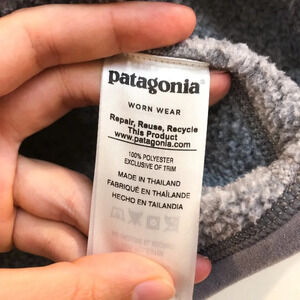 patagonia®
WORN WEAR
Repair, Reuse, Recycle
This Product
www.patagonia.com
100% POLYESTER
EXCLUSIVE OF TRIM
MADE IN THAILAND
FABRIQUÉ EN THAÏLANDE
HECHO EN TAILANDIA